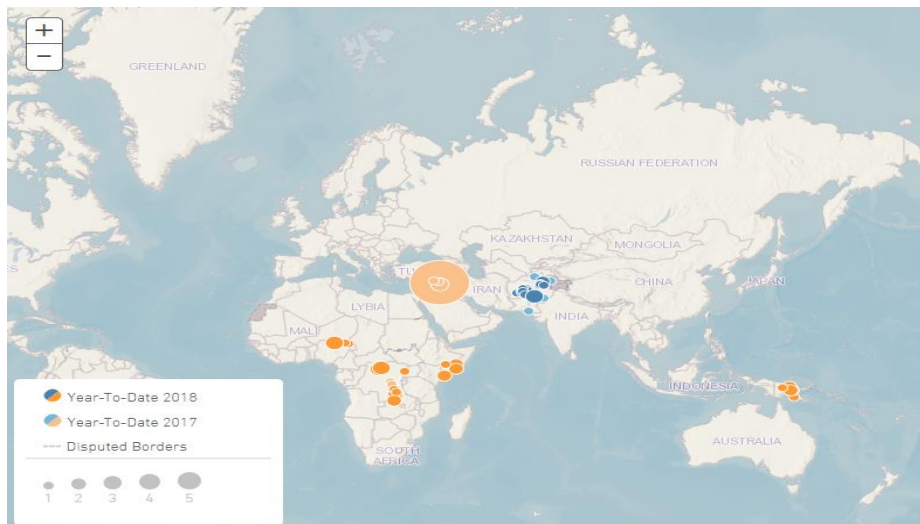 +
−
GREENLAND
RUSSIAN FEDERATION
KAZAKHSTAN
MONGOLIA
IRAN
CHINA
JAPAN
LYBIA
INDIA
MALI
INDONESIA
AUSTRALIA
SOUTH
AFRICA
Year-To-Date 2018
Year-To-Date 2017
Disputed Borders
1 2 3 4 5